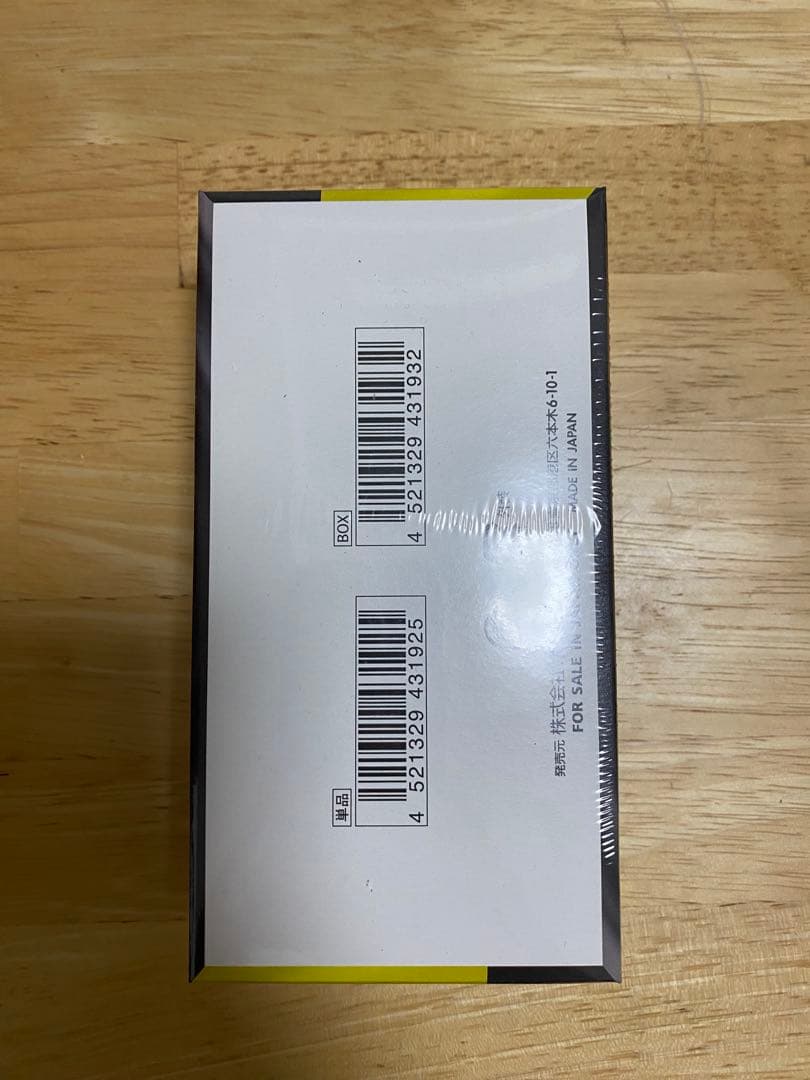 単品
4 521329 431925
BOX
4 521329 431932
発売元 株式会社 区六本木6-10-1
FOR SALE IN MADE IN JAPAN